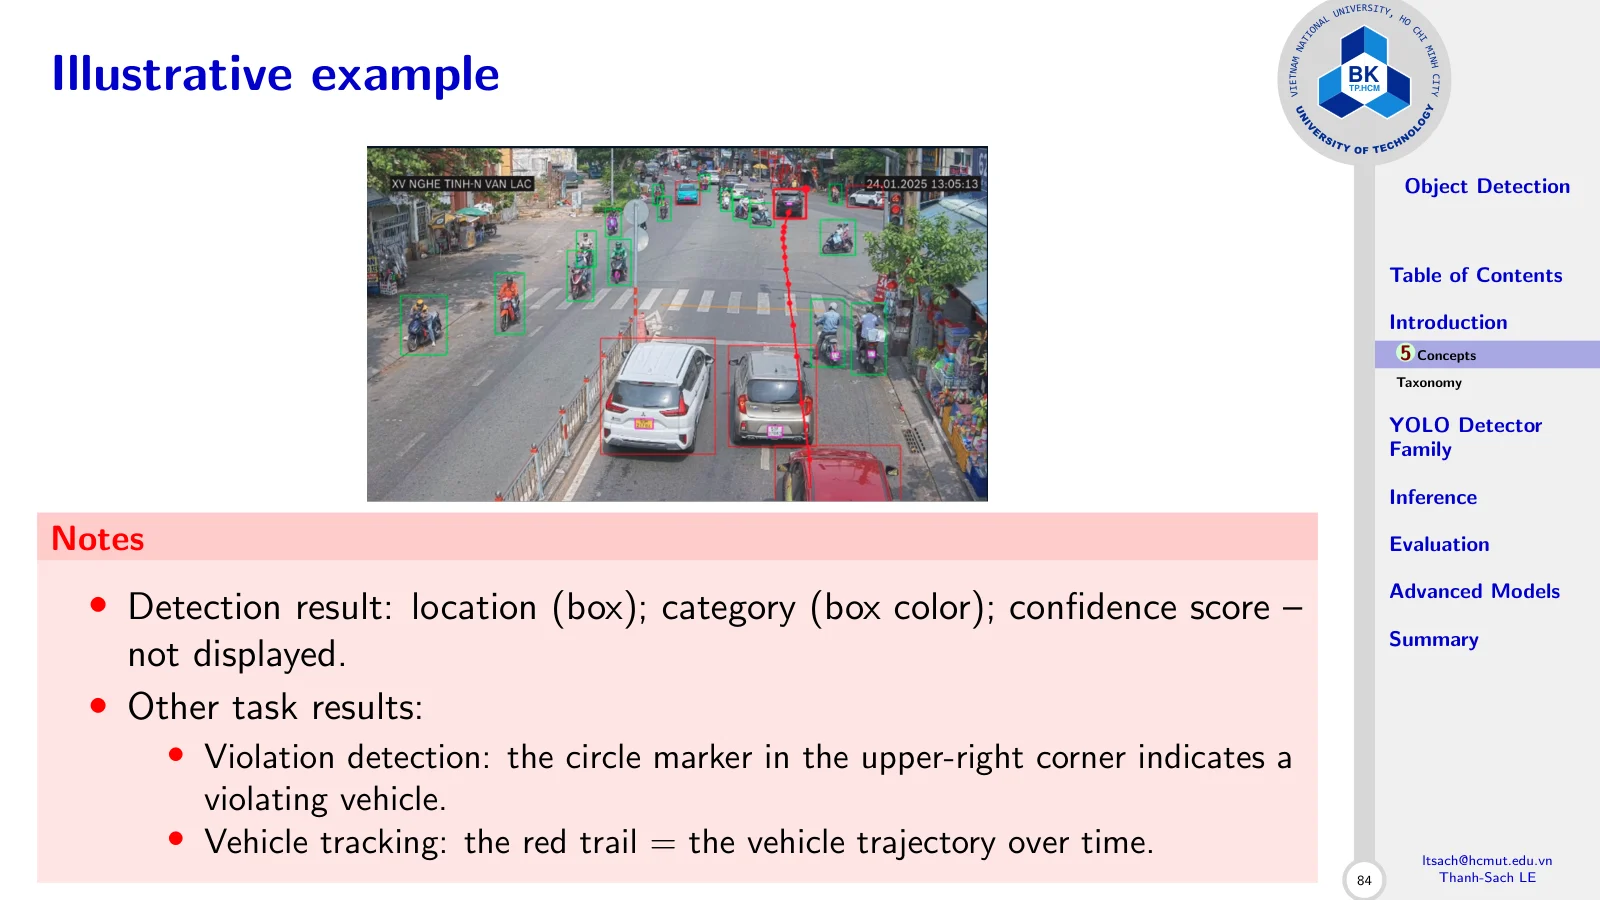 Illustrative example
VIETNAM NATIONAL UNIVERSITY, HO CHI MINH CITY
BK
TP.HCM
UNIVERSITY OF TECHNOLOGY
XV NGHE TINH-N VAN LAC
24.01.2025 13:05:13
Notes
• Detection result: location (box); category (box color); confidence score –
not displayed.
• Other task results:
• Violation detection: the circle marker in the upper-right corner indicates a
violating vehicle.
• Vehicle tracking: the red trail = the vehicle trajectory over time.
Object Detection
Table of Contents
Introduction
5 Concepts
Taxonomy
YOLO Detector
Family
Inference
Evaluation
Advanced Models
Summary
ltsach@hcmut.edu.vn
Thanh-Sach LE
84